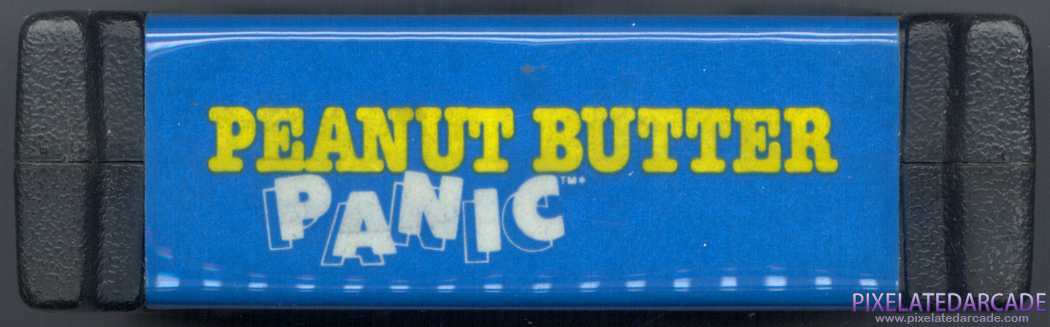 PEANUT BUTTER
PANIC™*
PIXELATEDARCADE
www.pixelatedarcade.com